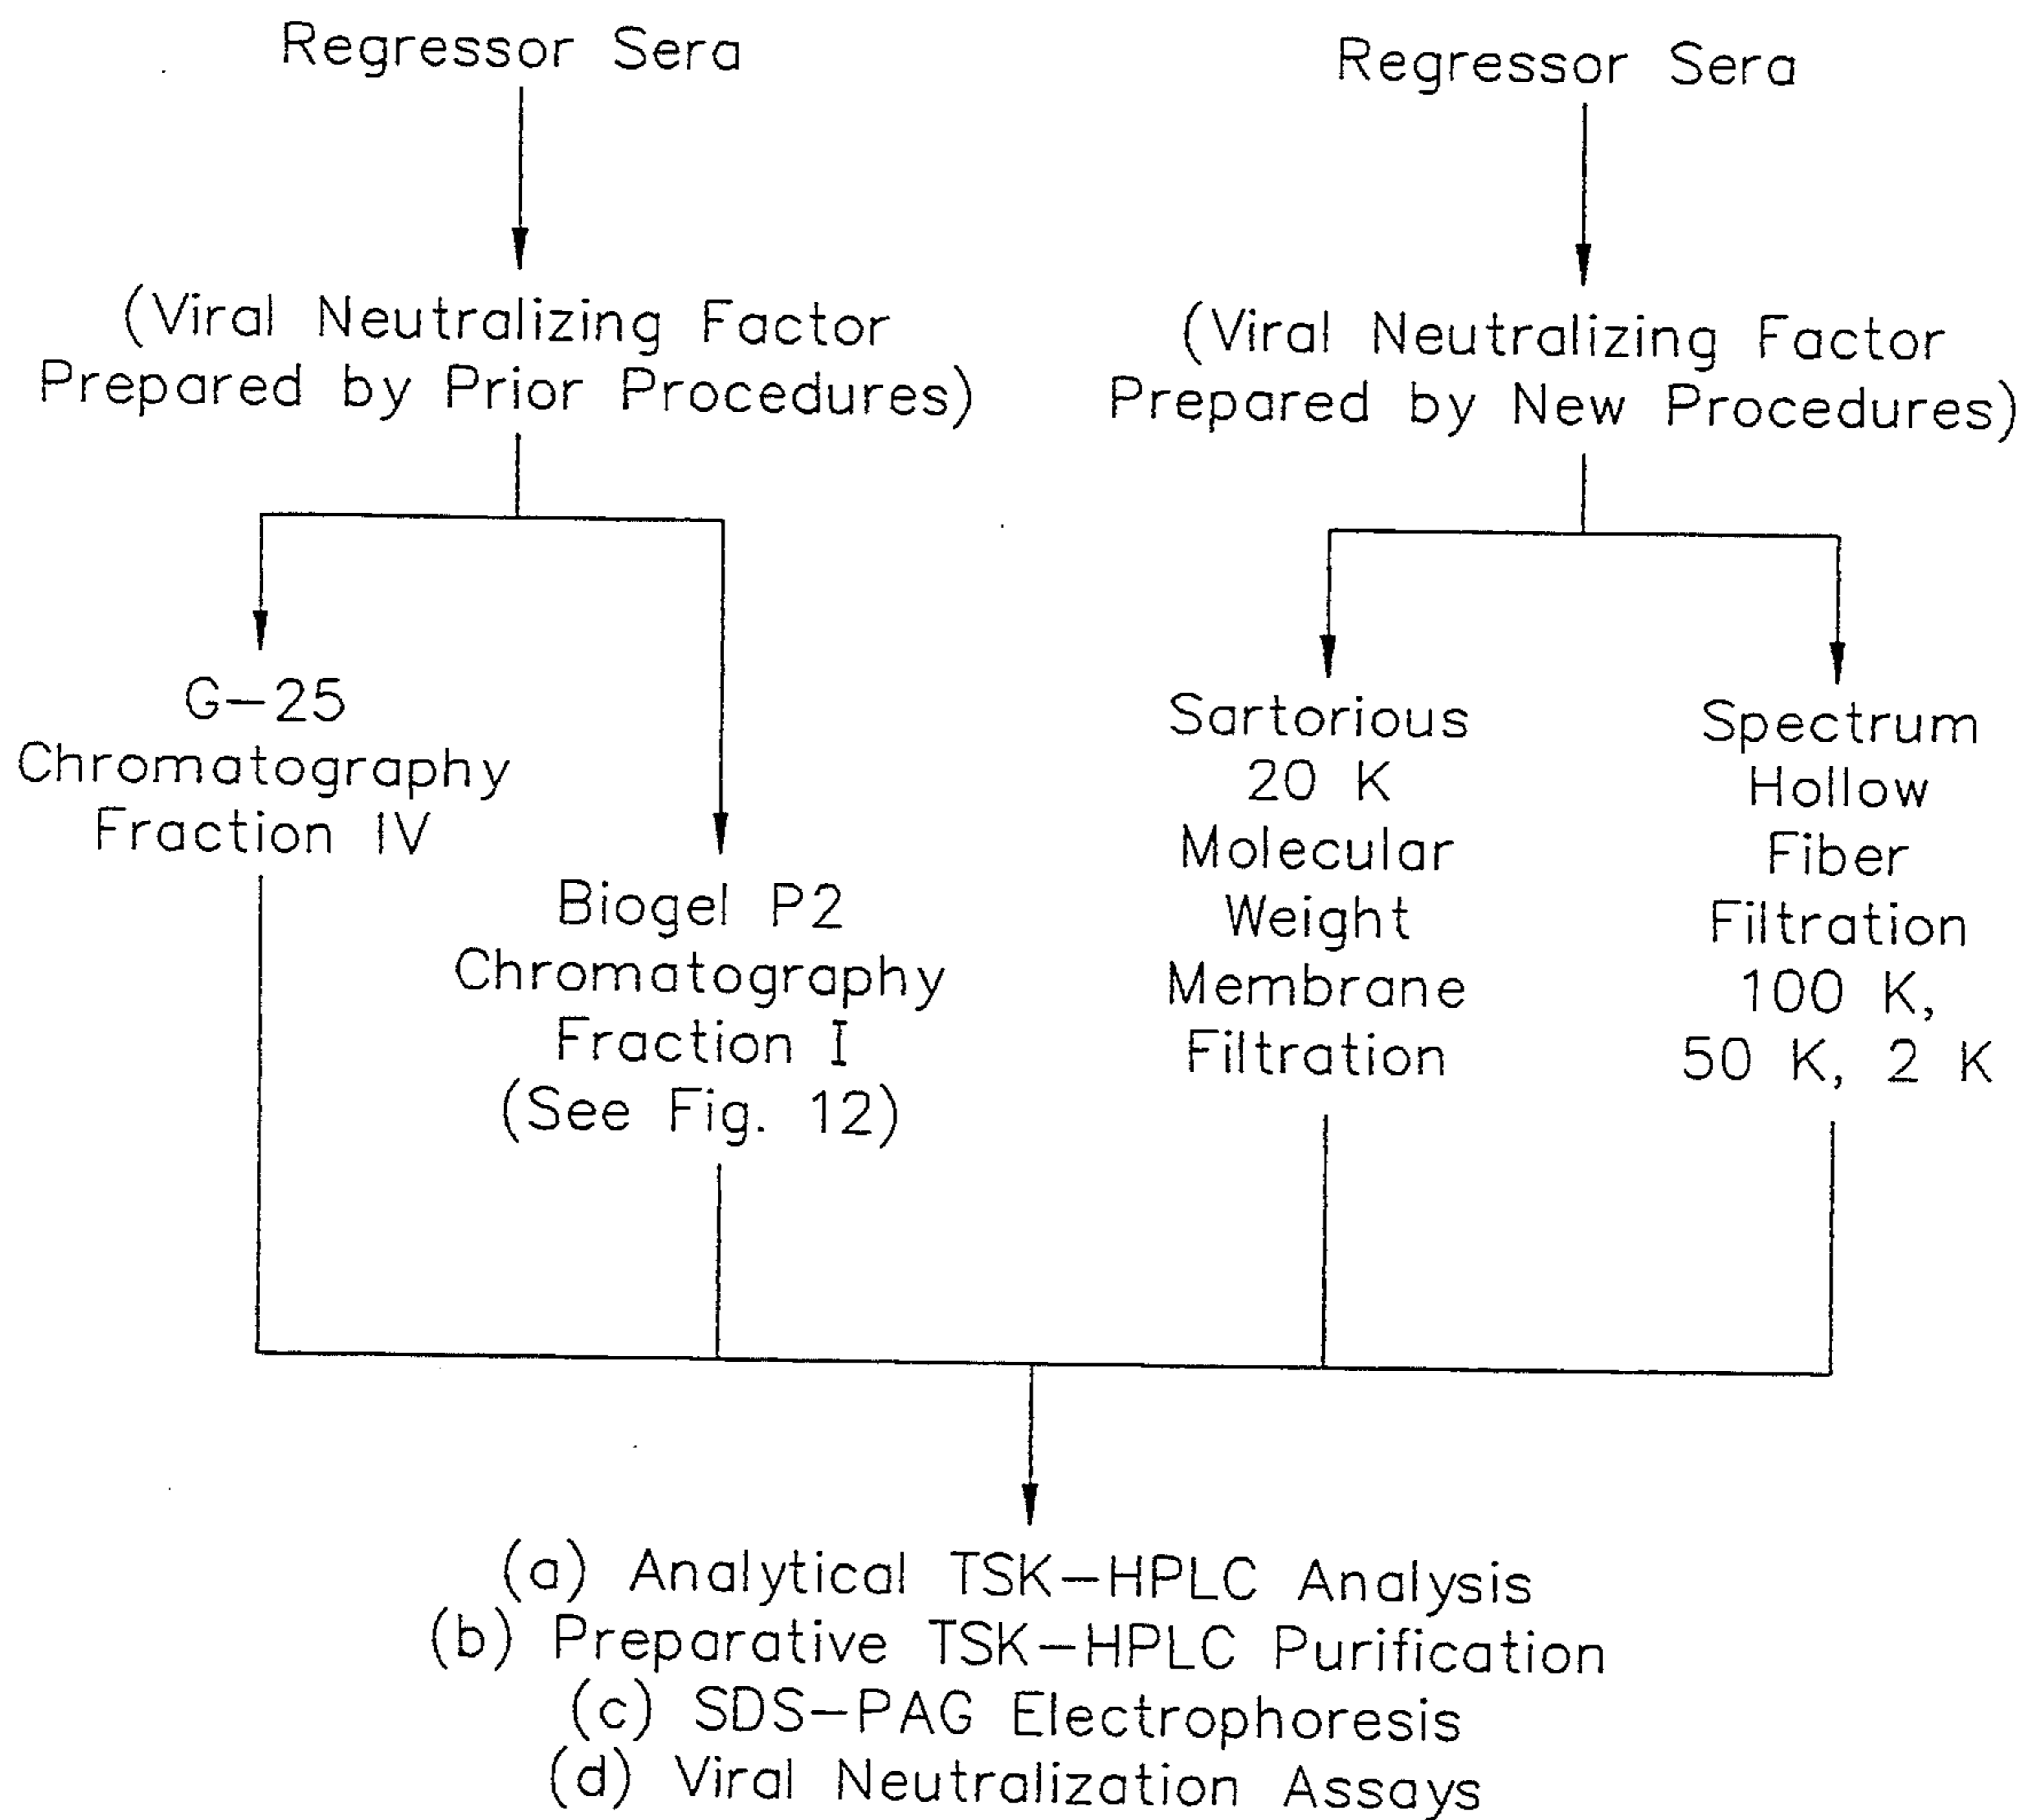 Regressor Sera
(Viral Neutralizing Factor
Prepared by Prior Procedures)
G-25
Chromatography
Fraction IV
Biogel P2
Chromatography
Fraction I
(See Fig. 12)
Regressor Sera
(Viral Neutralizing Factor
Prepared by New Procedures)
Sartorious
20 K
Molecular
Weight
Membrane
Filtration
Spectrum
Hollow
Fiber
Filtration
100 K,
50 K, 2 K
(a) Analytical TSK-HPLC Analysis
(b) Preparative TSK-HPLC Purification
(c) SDS-PAG Electrophoresis
(d) Viral Neutralization Assays